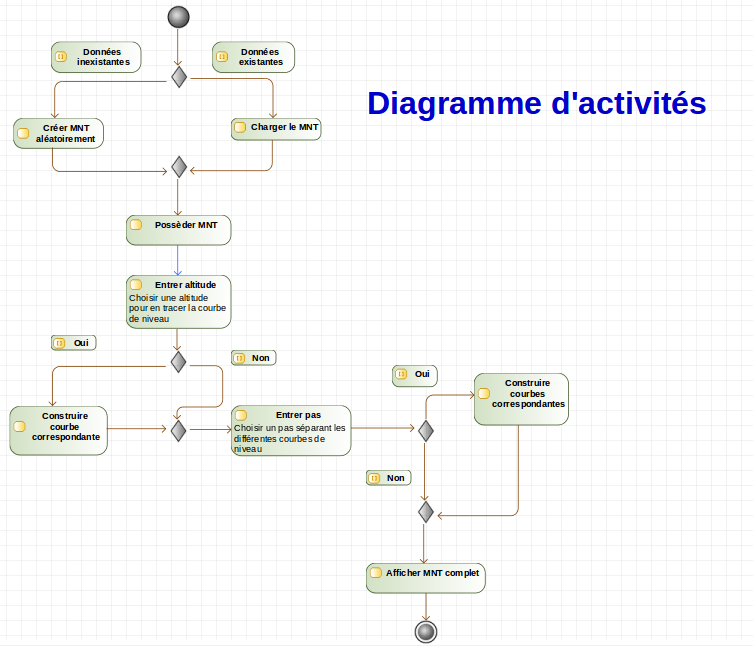 Données
inexistantes
Données
existantes
Diagramme d'activités
Créer MNT
aléatoirement
Charger le MNT
Possèder MNT
Entrer altitude
Choisir une altitude
pour en tracer la courbe
de niveau
Oui
Non
Oui
Construire
courbes
correspondantes
Construire
courbe
correspondante
Entrer pas
Choisir un pas séparant les
différentes courbes de
niveau
Non
Afficher MNT complet